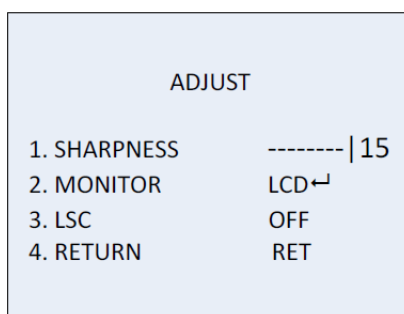 ADJUST
1. SHARPNESS --------|15
2. MONITOR LCD↵
3. LSC OFF
4. RETURN RET